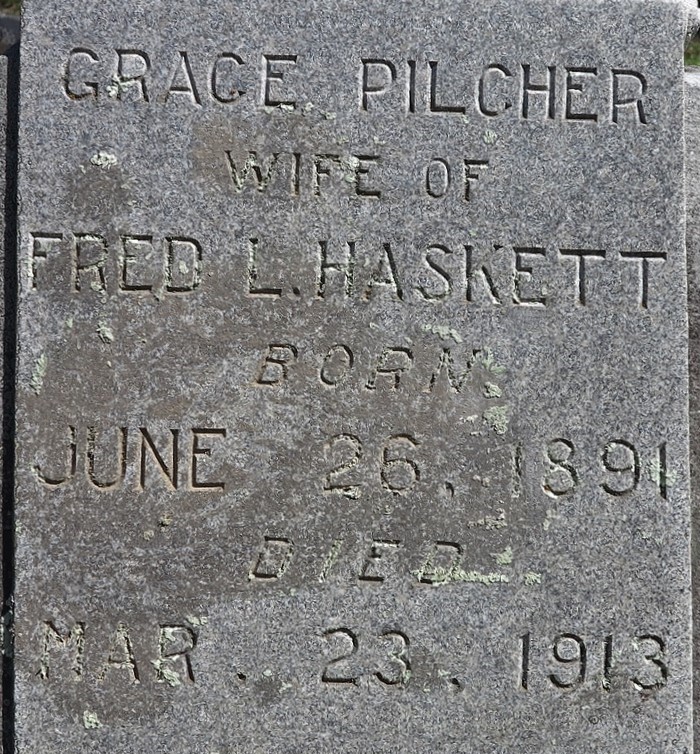 GRACE PILCHER
WIFE OF
FRED L. HASKETT
BORN
JUNE 26, 1891
DIED
MAR. 23, 1913